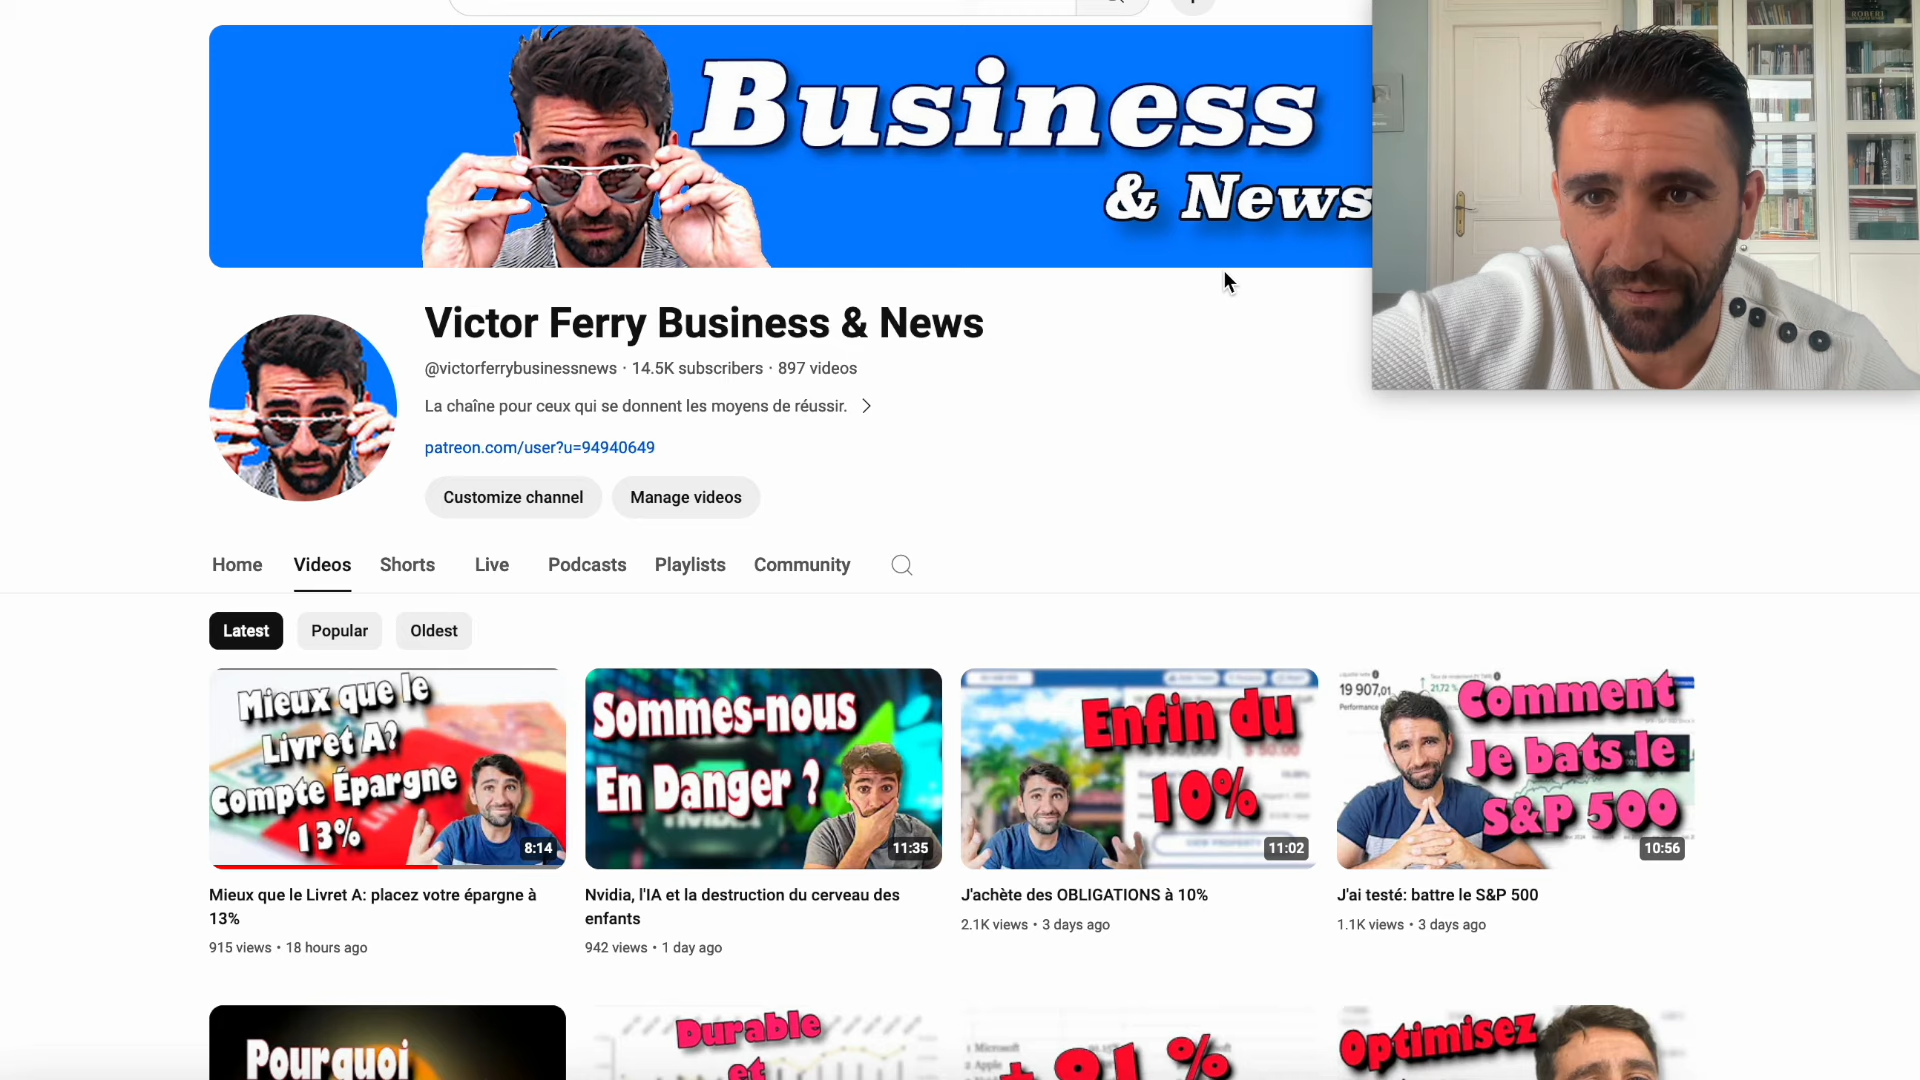 Business
& News
ROBERT
Victor Ferry Business & News
@victorferrybusinessnews · 14.5K subscribers · 897 videos
La chaîne pour ceux qui se donnent les moyens de réussir.
patreon.com/user?u=94940649
Customize channel
Manage videos
Home
Videos
Shorts
Live
Podcasts
Playlists
Community
Latest
Popular
Oldest
Mieux que le
Livret A?
Compte Épargne
13%
8:14
Sommes-nous
En Danger ?
11:35
Enfin du
10%
11:02
19 907,01
21,72 %
Comment
Je bats le
S&P 500
10:56
Mieux que le Livret A: placez votre épargne à
13%
915 views · 18 hours ago
Nvidia, l'IA et la destruction du cerveau des
enfants
942 views · 1 day ago
J'achète des OBLIGATIONS à 10%
2.1K views · 3 days ago
J'ai testé: battre le S&P 500
1.1K views · 3 days ago
Pourquoi
Durable
et
Microsoft
Apple
Optimisez